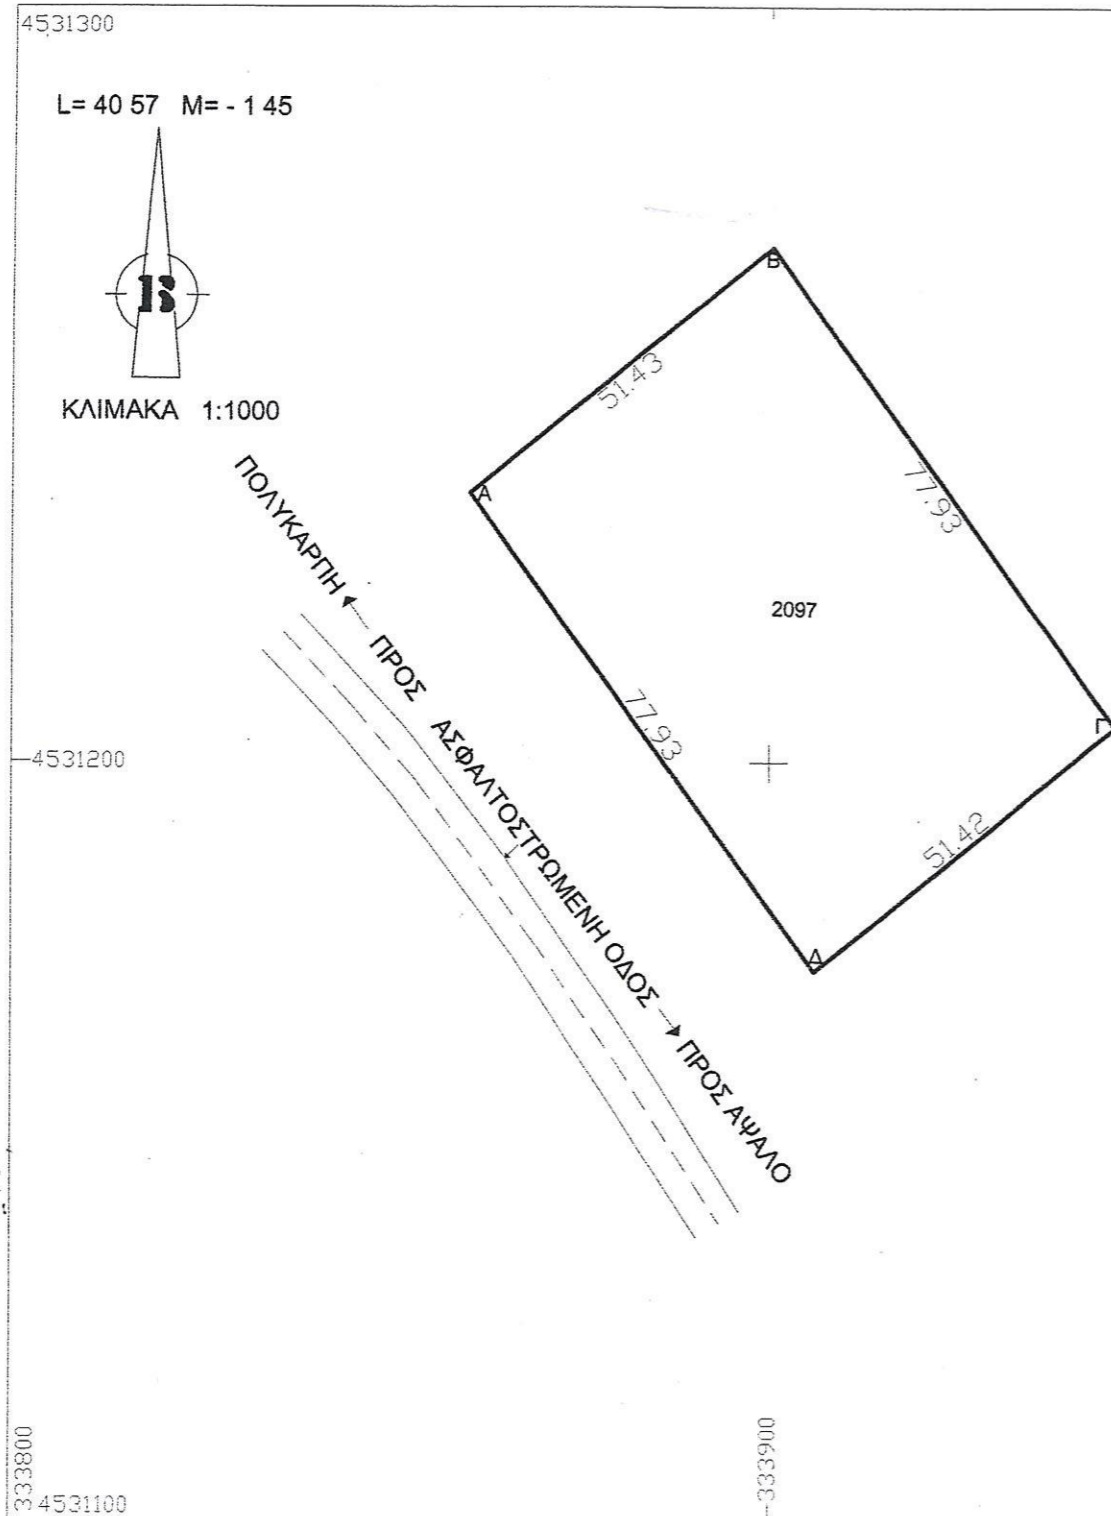 4531300
L= 40 57 M= - 1 45
Β
ΚΛΙΜΑΚΑ 1:1000
Β
51.43
77.93
Α
ΠΟΛΥΚΑΡΠΗ
ΠΡΟΣ
2097
77.93
Γ
4531200
ΑΣΦΑΛΤΟΣΤΡΩΜΕΝΗ ΟΔΟΣ
51.42
Δ
ΠΡΟΣ ΑΨΑΛΟ
333800
333900
4531100